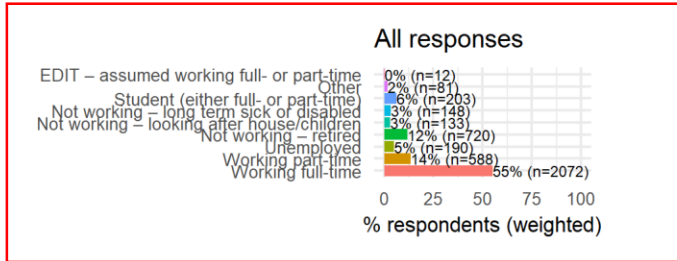 All responses
EDIT – assumed working full- or part-time 0% (n=12)
Other 2% (n=81)
Student (either full- or part-time) 6% (n=203)
Not working – long term sick or disabled 3% (n=148)
Not working – looking after house/children 3% (n=133)
Not working – retired 12% (n=720)
Unemployed 5% (n=190)
Working part-time 14% (n=588)
Working full-time 55% (n=2072)
0 25 50 75 100
% respondents (weighted)